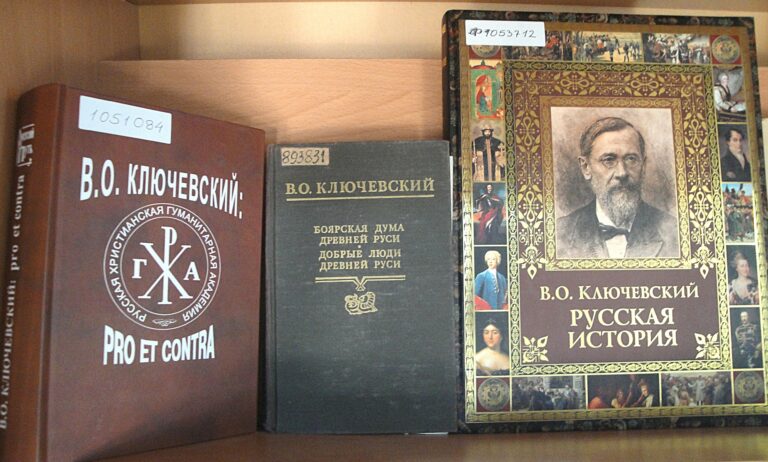 1051084
В.О. КЛЮЧЕВСКИЙ:
РУССКАЯ ХРИСТИАНСКАЯ ГУМАНИТАРНАЯ АКАДЕМИЯ
Г А
PRO ET CONTRA
В.О. КЛЮЧЕВСКИЙ: pro et contra
893831
В.О. КЛЮЧЕВСКИЙ
БОЯРСКАЯ ДУМА
ДРЕВНЕЙ РУСИ
ДОБРЫЕ ЛЮДИ
ДРЕВНЕЙ РУСИ
1053712
В.О. КЛЮЧЕВСКИЙ
РУССКАЯ
ИСТОРИЯ